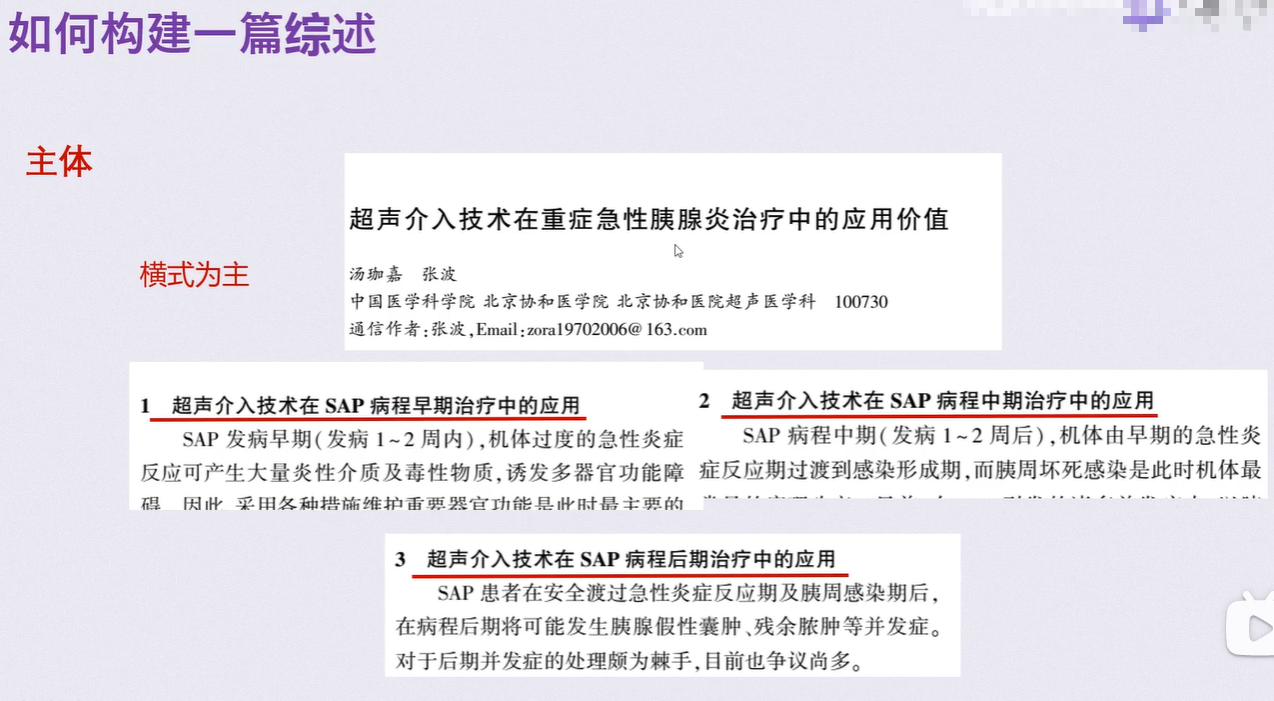 如何构建一篇综述
主体
横式为主
超声介入技术在重症急性胰腺炎治疗中的应用价值
汤珈嘉 张波
中国医学科学院 北京协和医学院 北京协和医院超声医学科 100730
通信作者:张波,Email:zora19702006@163.com
1 超声介入技术在 SAP 病程早期治疗中的应用
SAP 发病早期(发病 1~2 周内),机体过度的急性炎症
反应可产生大量炎性介质及毒性物质,诱发多器官功能障
碍。因此,采用各种措施维护重要器官功能是此时最主要的
2 超声介入技术在 SAP 病程中期治疗中的应用
SAP 病程中期(发病 1~2 周后),机体由早期的急性炎
症反应期过渡到感染形成期,而胰周坏死感染是此时机体最
3 超声介入技术在 SAP 病程后期治疗中的应用
SAP 患者在安全渡过急性炎症反应期及胰周感染期后,
在病程后期将可能发生胰腺假性囊肿、残余脓肿等并发症。
对于后期并发症的处理颇为棘手,目前也争议尚多。